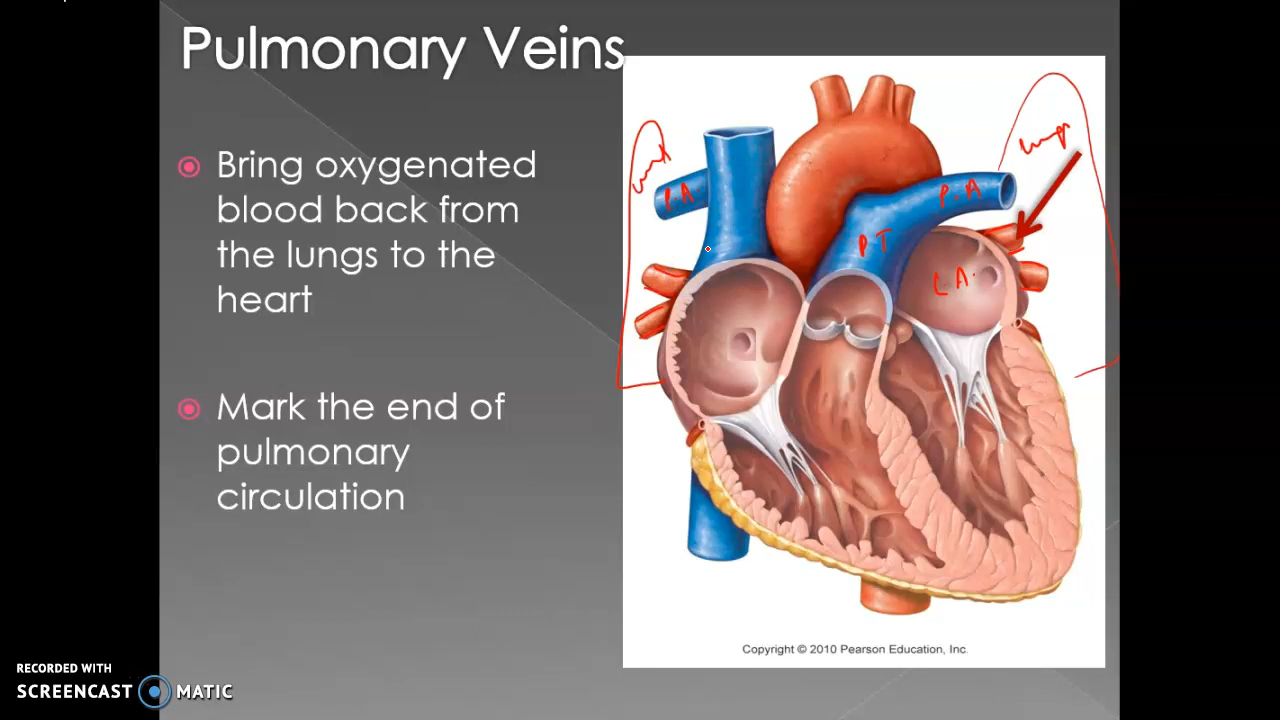 Pulmonary Veins
Bring oxygenated
blood back from
the lungs to the
heart
Mark the end of
pulmonary
circulation
P.A
P.A
PT
L A.
lungs
Copyright © 2010 Pearson Education, Inc.
RECORDED WITH
SCREENCAST MATIC